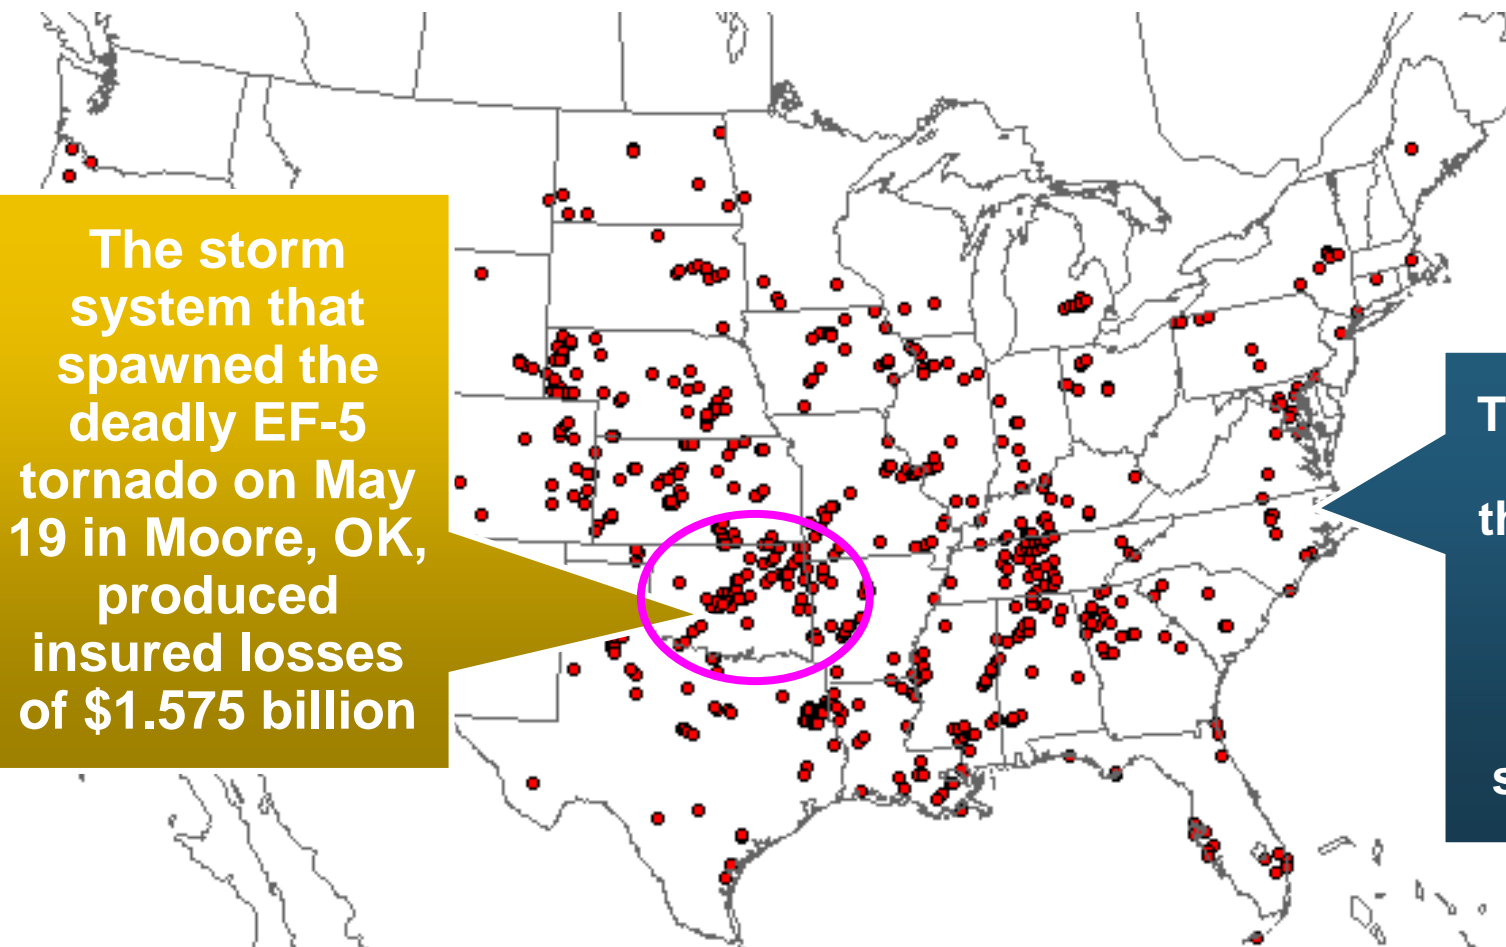 The storm
system that
spawned the
deadly EF-5
tornado on May
19 in Moore, OK,
produced
insured losses
of $1.575 billion